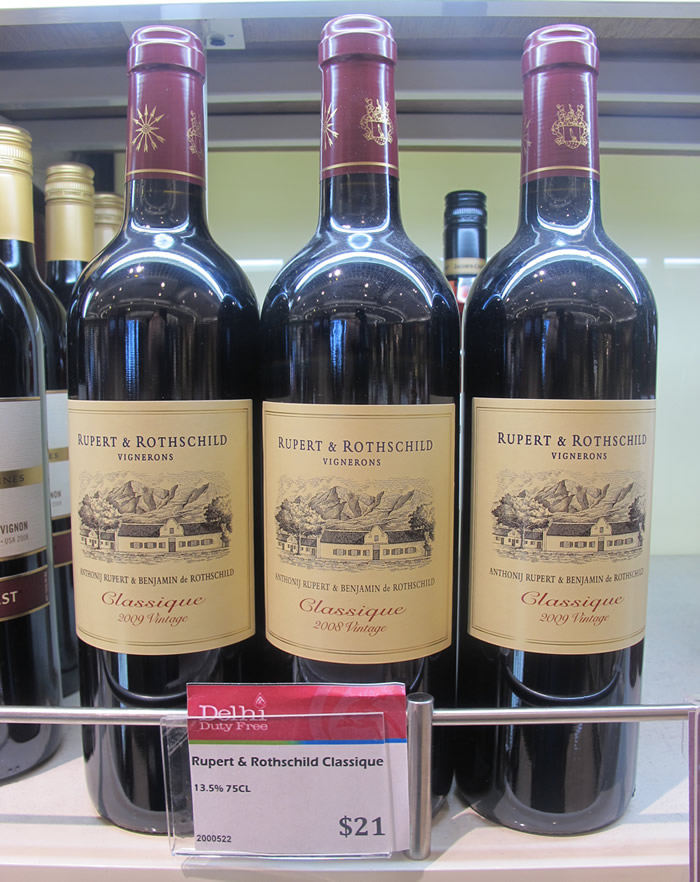 RUPERT & ROTHSCHILD
VIGNERONS
ANTHONIJ RUPERT & BENJAMIN de ROTHSCHILD
Classique
2009 Vintage
RUPERT & ROTHSCHILD
VIGNERONS
ANTHONIJ RUPERT & BENJAMIN de ROTHSCHILD
Classique
2008 Vintage
RUPERT & ROTHSCHILD
VIGNERONS
ANTHONIJ RUPERT & BENJAMIN de ROTHSCHILD
Classique
2009 Vintage
Delhi
Duty Free
Rupert & Rothschild Classique
13.5% 75CL
$21
2000522